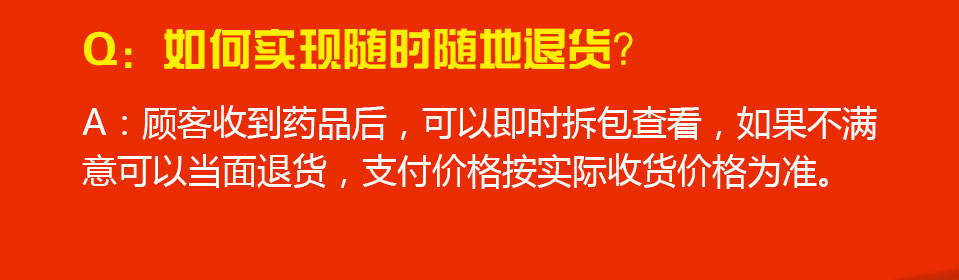 Q：如何实现随时随地退货？
A：顾客收到药品后，可以即时拆包查看，如果不满
意可以当面退货，支付价格按实际收货价格为准。